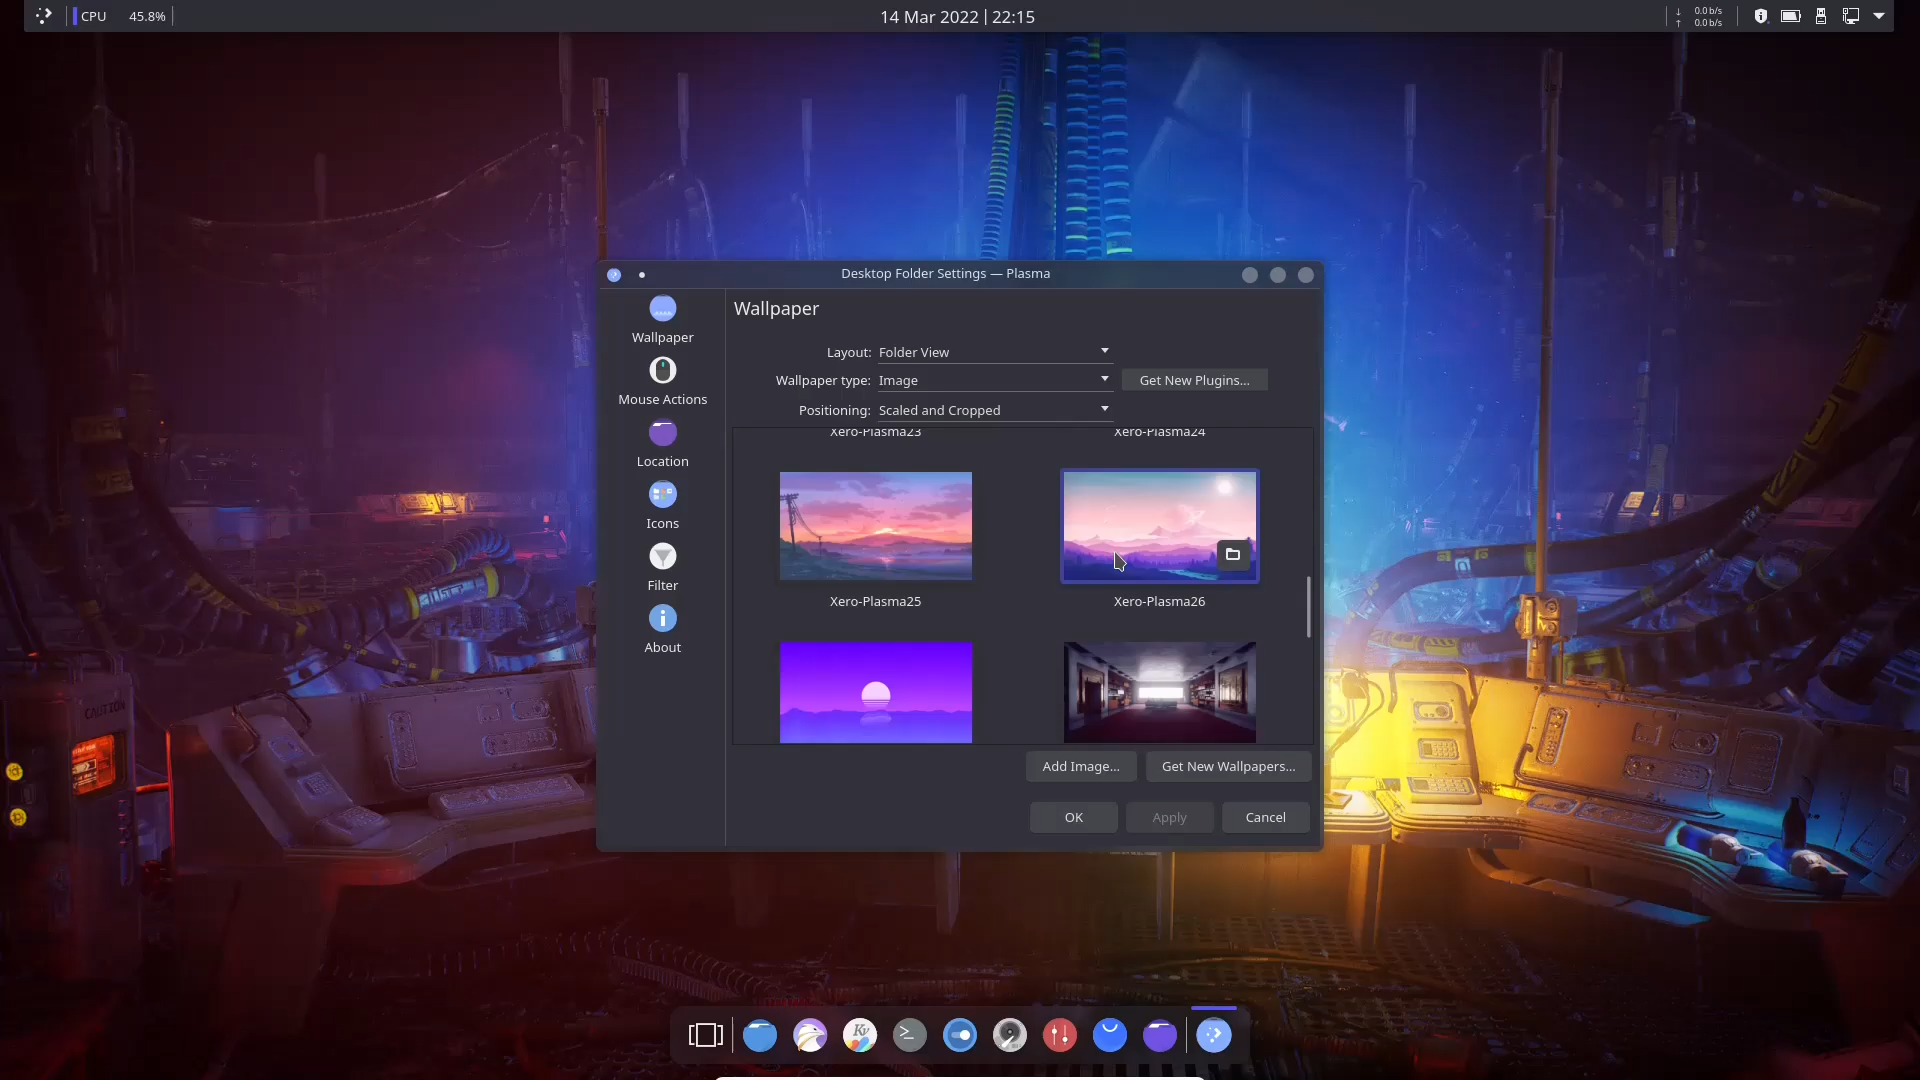 CPU 45.8%
14 Mar 2022 | 22:15
↓ 0.0 b/s
↑ 0.0 b/s
Desktop Folder Settings — Plasma
Wallpaper
Mouse Actions
Location
Icons
Filter
About
Wallpaper
Layout: Folder View
Wallpaper type: Image Get New Plugins...
Positioning: Scaled and Cropped
Xero-Plasma23 Xero-Plasma24
Xero-Plasma25 Xero-Plasma26
Add Image... Get New Wallpapers...
OK Apply Cancel
CAUTION
Kv